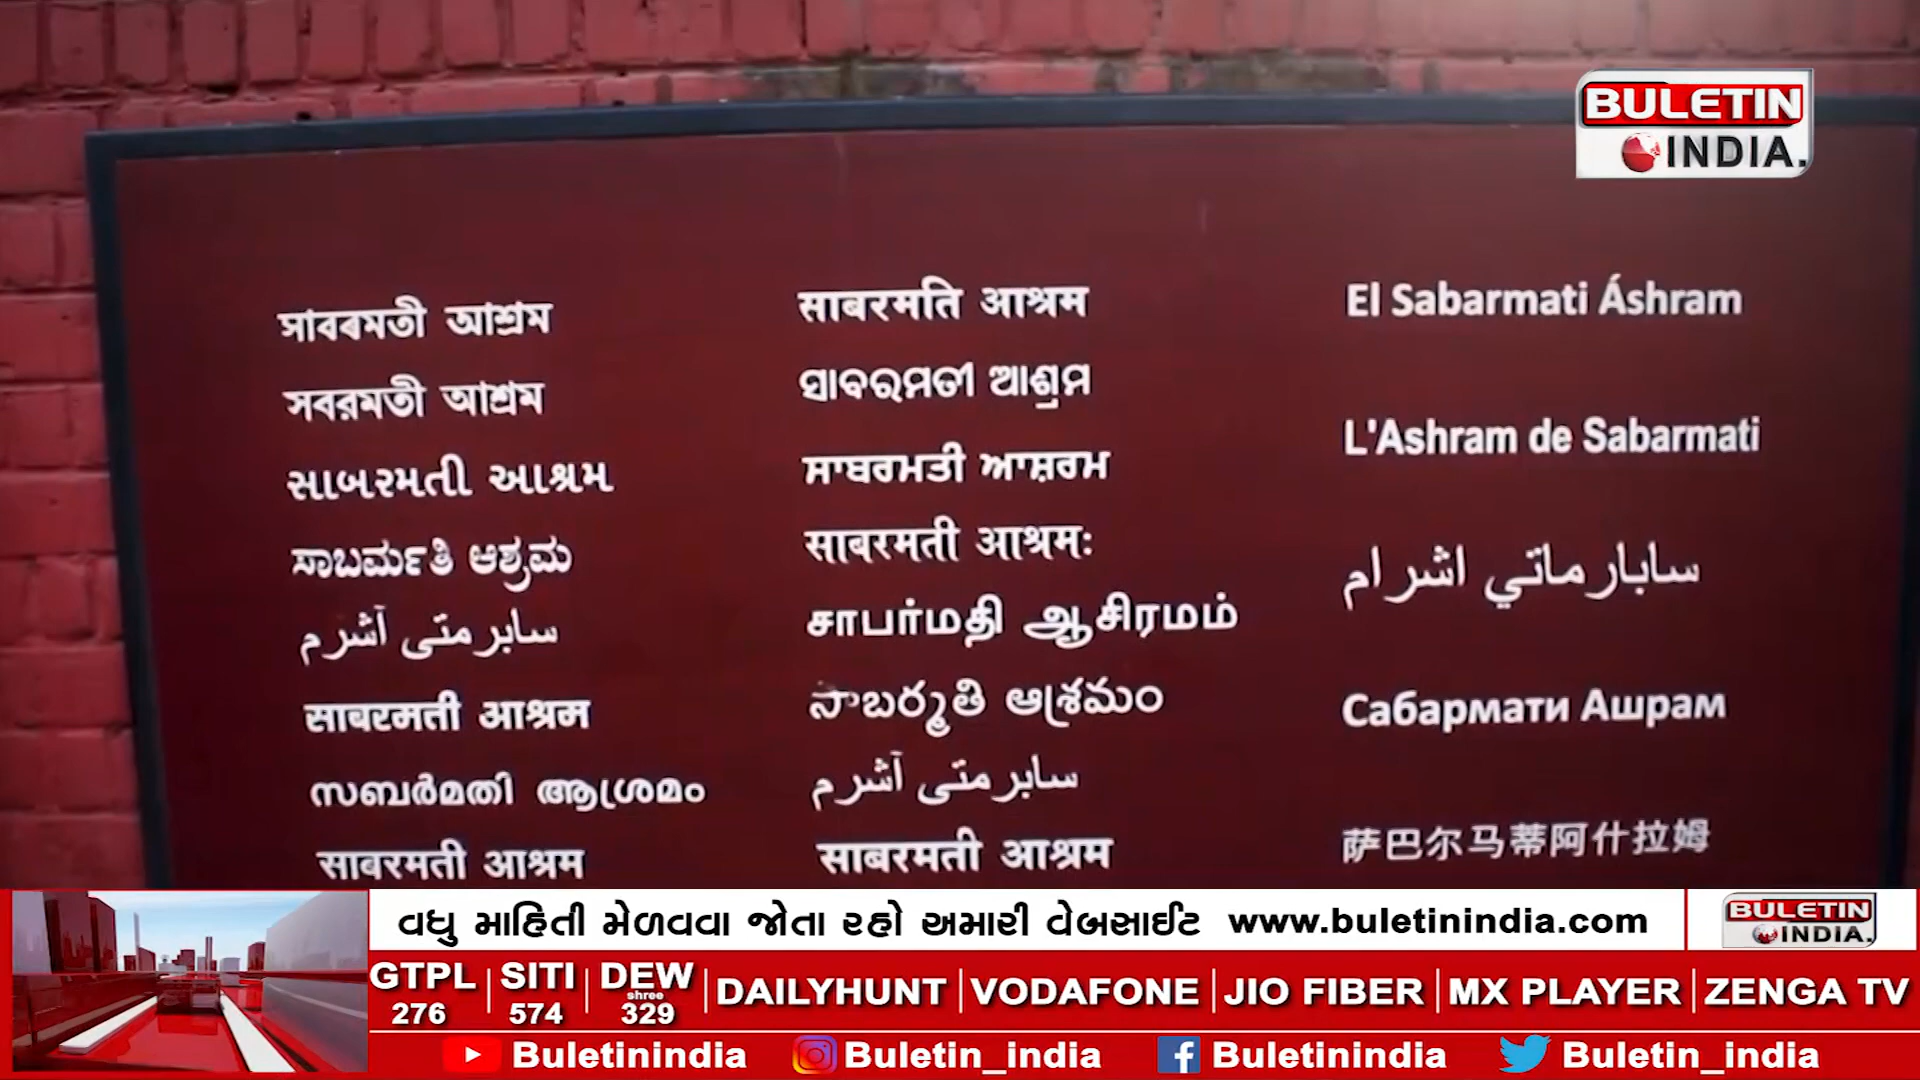 BULETIN
INDIA.
সাবৰমতী আশ্ৰম
সবরমতী আশ্রম
સાબરમતી આશ્રમ
ಸಾಬರ್ಮತಿ ಆಶ್ರಮ
سابرمتی آشرم
साबरमती आश्रम
സബർമതി ആശ്രമം
साबरमती आश्रम
साबरमति आश्रम
ସାବରମତୀ ଆଶ୍ରମ
ਸਾਬਰਮਤੀ ਆਸ਼ਰਮ
साबरमती आश्रमः
சாபர்மதி ஆசிரமம்
సాబర్మతి ఆశ్రమం
سابرمتی آشرم
साबरमती आश्रम
El Sabarmati Áshram
L'Ashram de Sabarmati
سابارماتي اشرام
Сабармати Ашрам
萨巴尔马蒂阿什拉姆
વધુ માહિતી મેળવવા જોતા રહો અમારી વેબસાઈટ www.buletinindia.com
BULETIN
INDIA.
GTPL 276 | SITI 574 | DEW shree 329 | DAILYHUNT | VODAFONE | JIO FIBER | MX PLAYER | ZENGA TV
Buletinindia Buletin_india Buletinindia Buletin_india